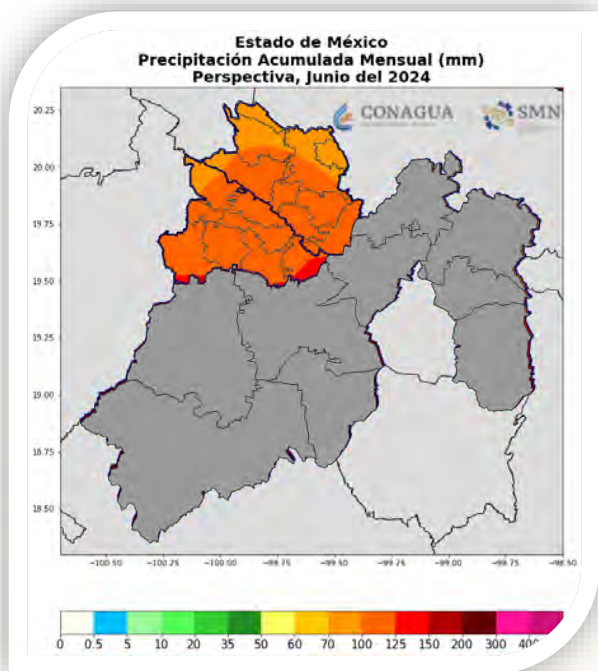 Estado de México
Precipitación Acumulada Mensual (mm)
Perspectiva, Junio del 2024
CONAGUA
SMN
20.25
20.00
19.75
19.50
19.25
19.00
18.75
18.50
−100.50 −100.25 −100.00 −99.75 −99.50 −99.25 −99.00 −98.75 −98.50
0 0.5 5 10 20 35 50 60 70 100 125 150 200 300 400